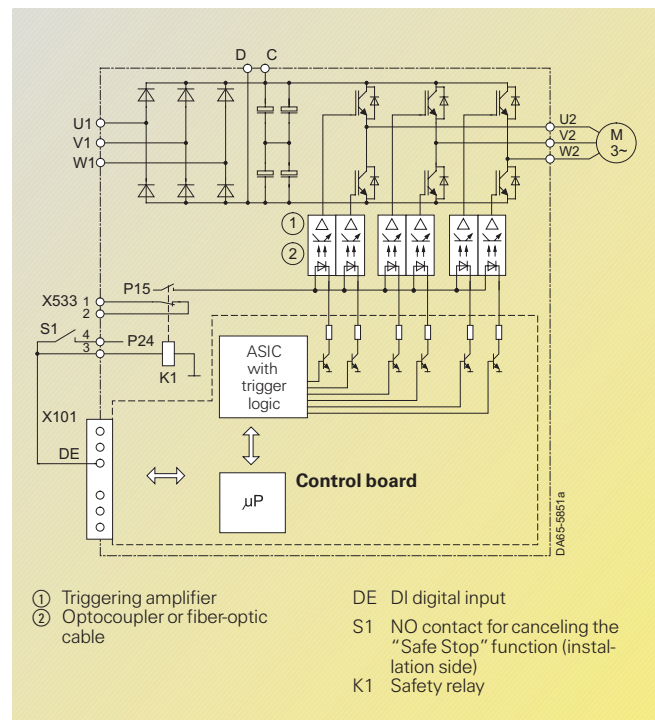 D C
U1
V1
W1
U2
V2
W2
M
3~
1
2
P15
X533 1
2
S1
4
P24
3
K1
ASIC
with
trigger
logic
X101
DE
Control board
µP
DA65-5851a
1 Triggering amplifier
2 Optocoupler or fiber-optic
cable
DE DI digital input
S1 NO contact for canceling the
“Safe Stop” function (instal-
lation side)
K1 Safety relay